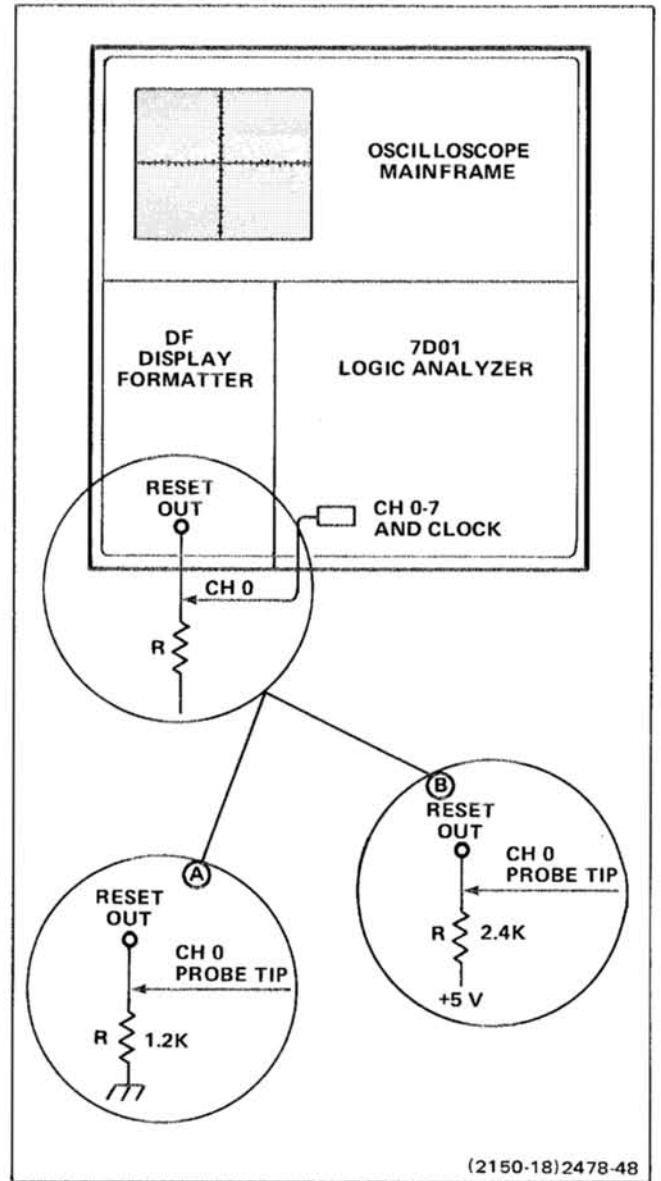 OSCILLOSCOPE
MAINFRAME
DF
DISPLAY
FORMATTER
7D01
LOGIC ANALYZER
RESET
OUT
CH 0-7
AND CLOCK
CH 0
R
B
RESET
OUT
CH 0
PROBE TIP
R 2.4K
+5 V
A
RESET
OUT
CH 0
PROBE TIP
R 1.2K
(2150-18)2478-48